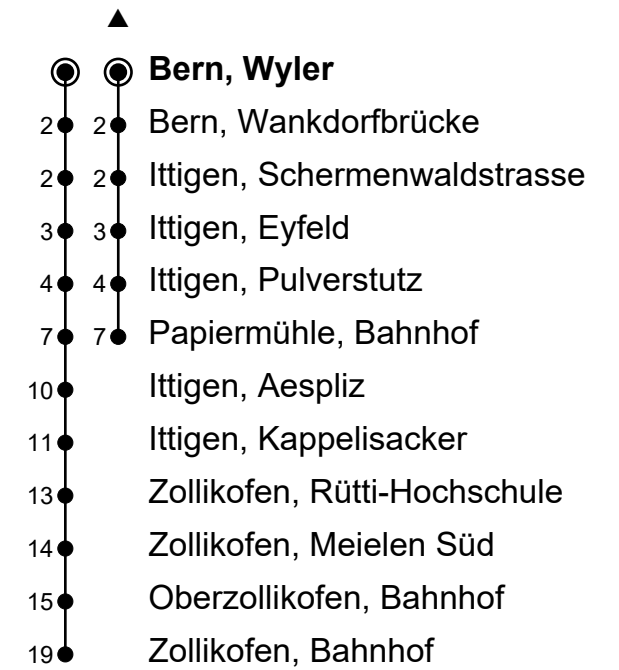 ▲
Bern, Wyler
2 2 Bern, Wankdorfbrücke
2 2 Ittigen, Schermenwaldstrasse
3 3 Ittigen, Eyfeld
4 4 Ittigen, Pulverstutz
7 7 Papiermühle, Bahnhof
10 Ittigen, Aespliz
11 Ittigen, Kappelisacker
13 Zollikofen, Rütti-Hochschule
14 Zollikofen, Meielen Süd
15 Oberzollikofen, Bahnhof
19 Zollikofen, Bahnhof